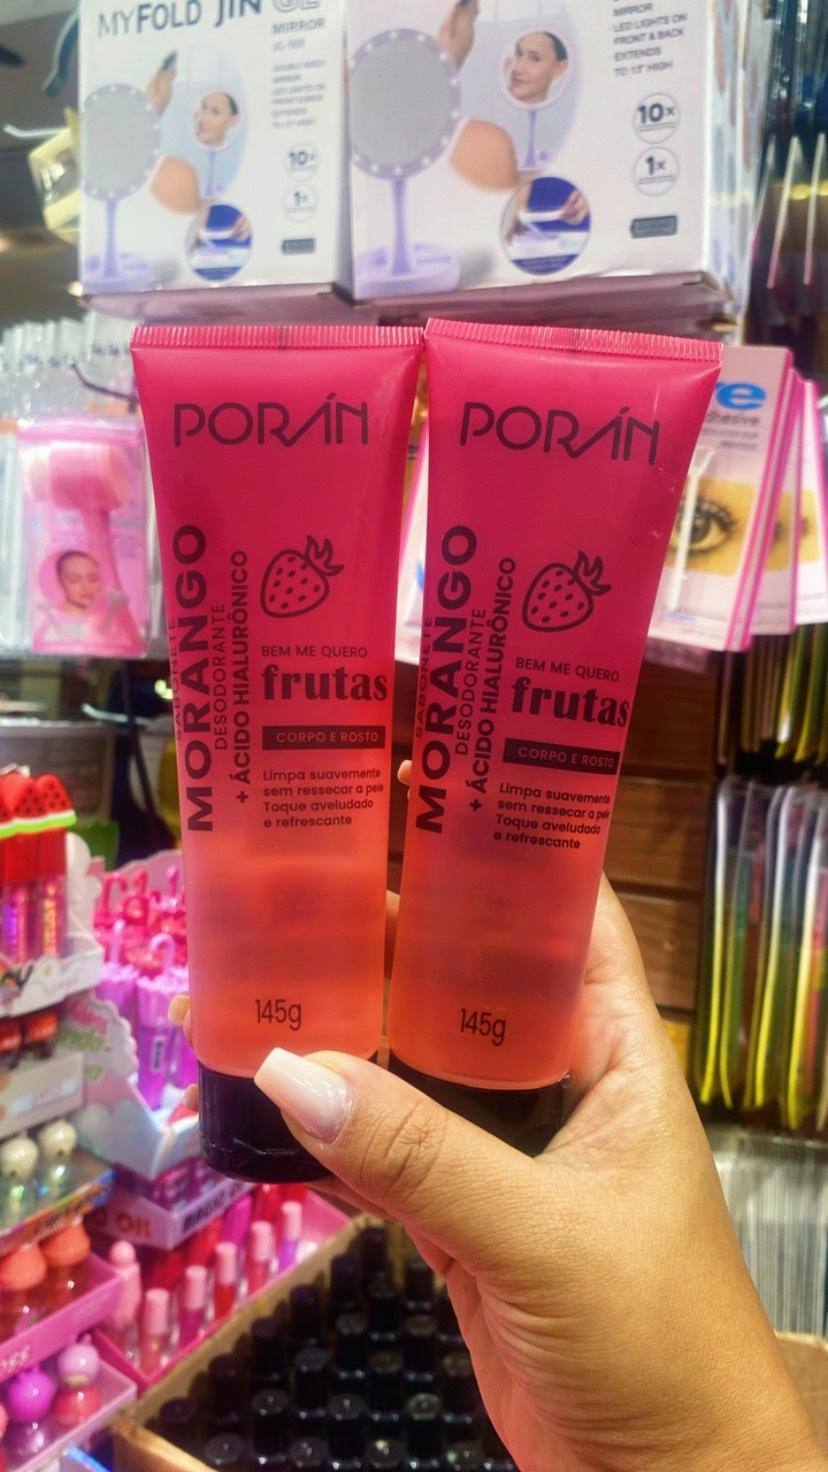 MYFOLD JIN GE
MIRROR
MIRROR
LED LIGHTS ON
FRONT & BACK
EXTENDS
TO 13" HIGH
10x
1x
10x
1x
PORÁN
SABONETE
MORANGO
DESODORANTE
+ ÁCIDO HIALURÔNICO
BEM ME QUERO
frutas
CORPO E ROSTO
Limpa suavemente
sem ressecar a pele
Toque aveludado
e refrescante
145g
PORÁN
SABONETE
MORANGO
DESODORANTE
+ ÁCIDO HIALURÔNICO
BEM ME QUERO
frutas
CORPO E ROSTO
Limpa suavemente
sem ressecar a pele
Toque aveludado
e refrescante
145g